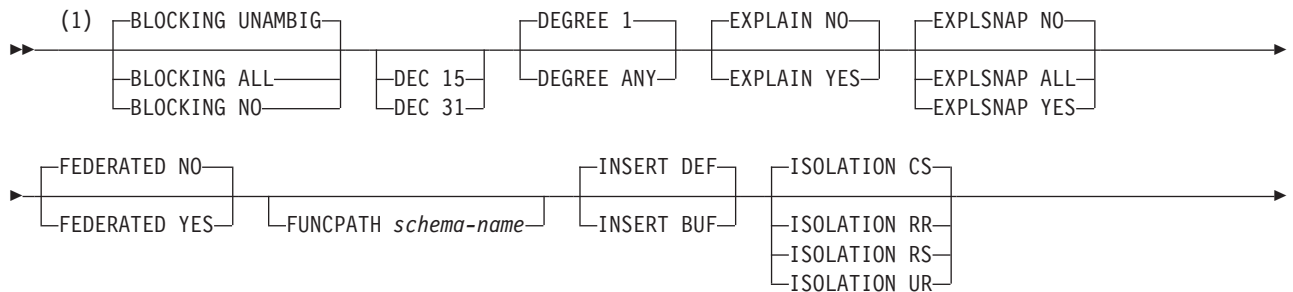 (1) BLOCKING UNAMBIG DEGREE 1 EXPLAIN NO EXPLSNAP NO
BLOCKING ALL DEC 15 DEGREE ANY EXPLAIN YES EXPLSNAP ALL
BLOCKING NO DEC 31 EXPLSNAP YES
FEDERATED NO INSERT DEF ISOLATION CS
FEDERATED YES FUNCPATH schema-name INSERT BUF ISOLATION RR
ISOLATION RS
ISOLATION UR